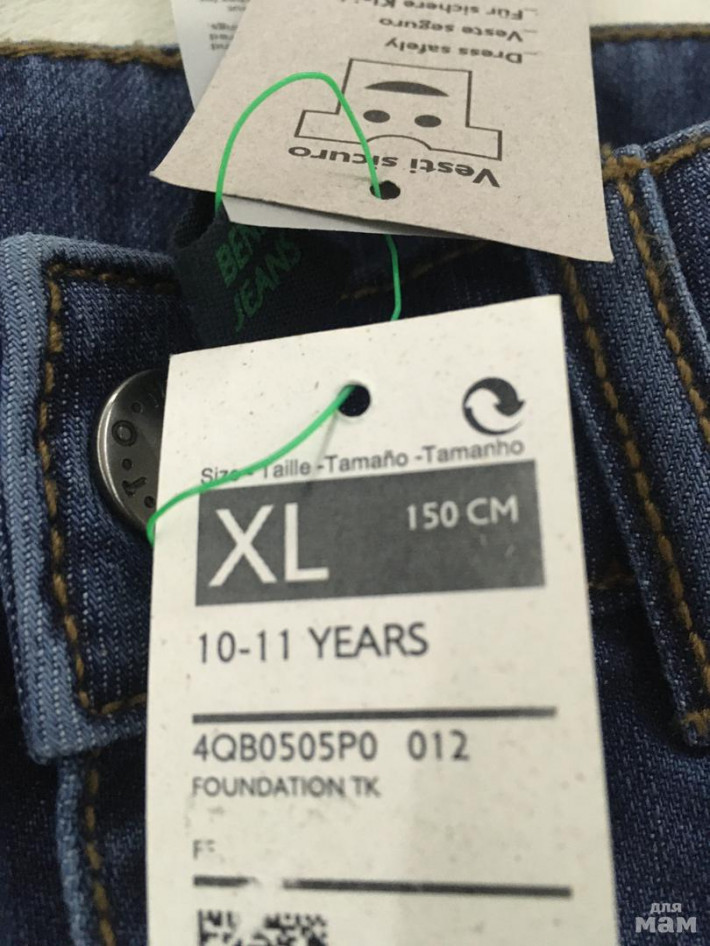 Für sichere
Veste seguro
Dress safely
Vesti sicuro
JEANS
Size - Taille -Tamaño -Tamanho
XL
150 CM
10-11 YEARS
4QB0505P0 012
FOUNDATION TK
для
мам